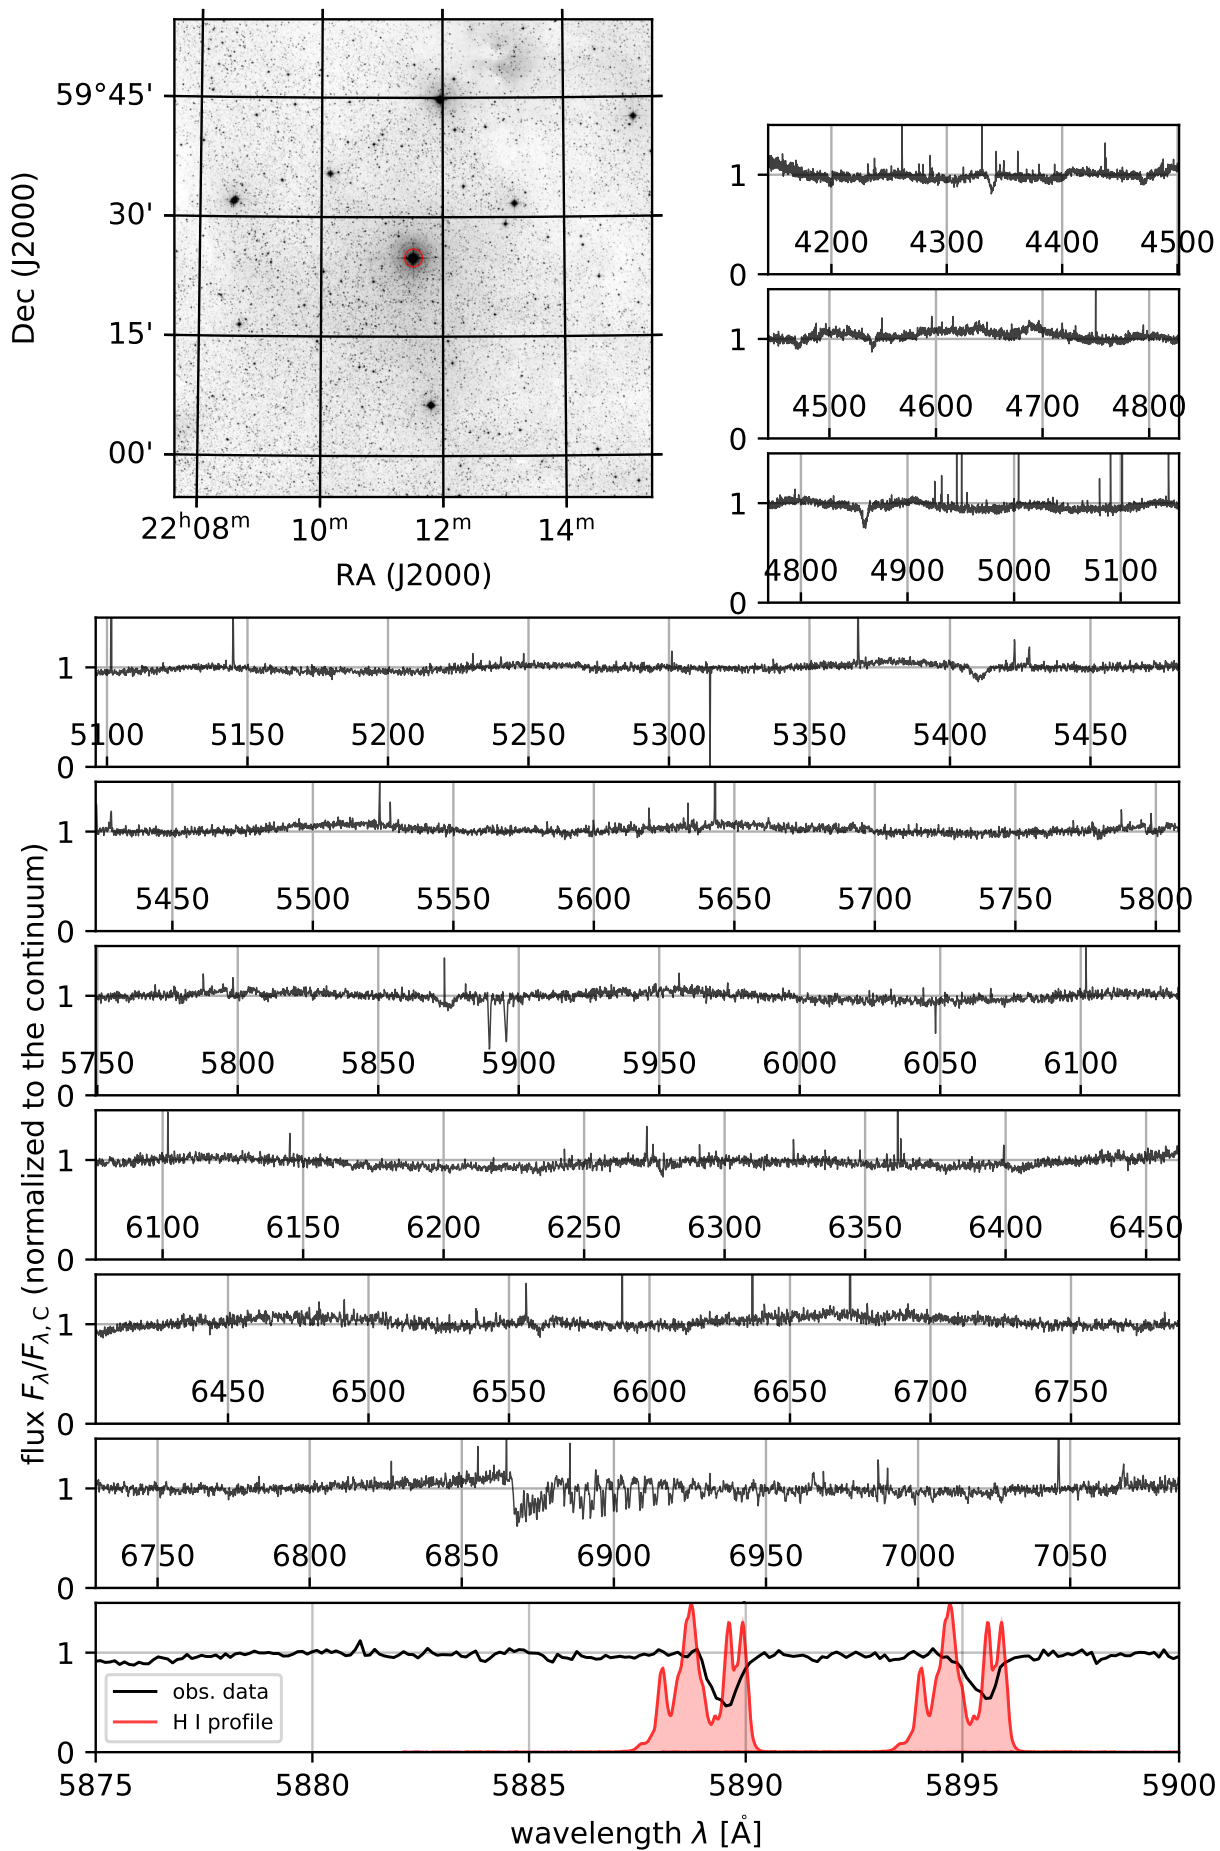 Dec (J2000)
59°45'
30'
15'
00'
22ʰ08ᵐ 10ᵐ 12ᵐ 14ᵐ
RA (J2000)
1
4200 4300 4400 4500
0
1
4500 4600 4700 4800
0
1
4800 4900 5000 5100
0
flux Fλ/Fλ,C (normalized to the continuum)
1
5100 5150 5200 5250 5300 5350 5400 5450
0
1
5450 5500 5550 5600 5650 5700 5750 5800
0
1
5750 5800 5850 5900 5950 6000 6050 6100
0
1
6100 6150 6200 6250 6300 6350 6400 6450
0
1
6450 6500 6550 6600 6650 6700 6750
0
1
6750 6800 6850 6900 6950 7000 7050
0
1
obs. data
H I profile
0
5875 5880 5885 5890 5895 5900
wavelength λ [Å]